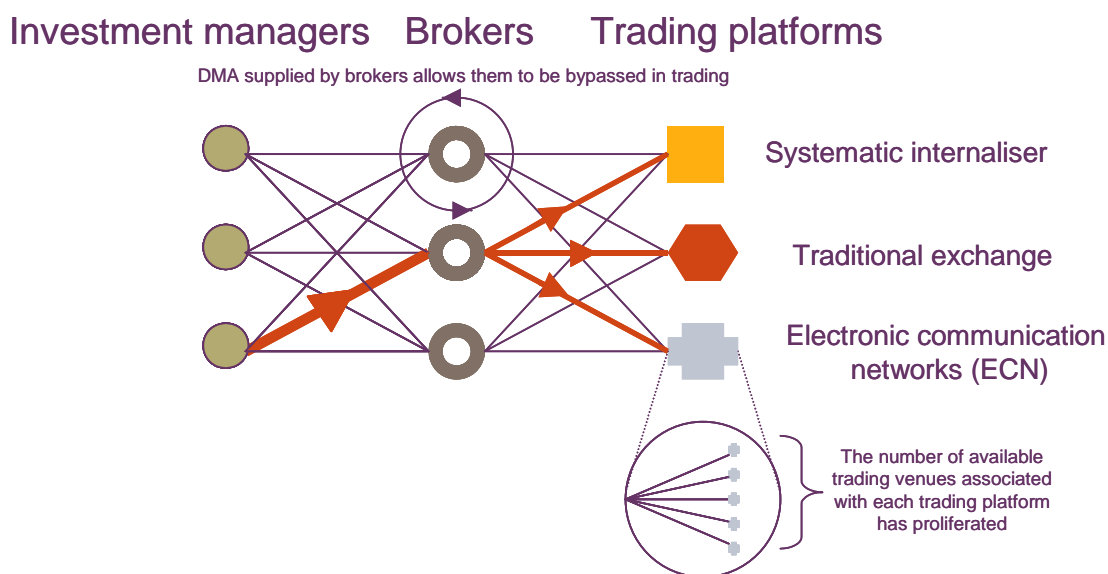 Investment managers Brokers Trading platforms
DMA supplied by brokers allows them to be bypassed in trading
Systematic internaliser
Traditional exchange
Electronic communication
networks (ECN)
The number of available
trading venues associated
with each trading platform
has proliferated